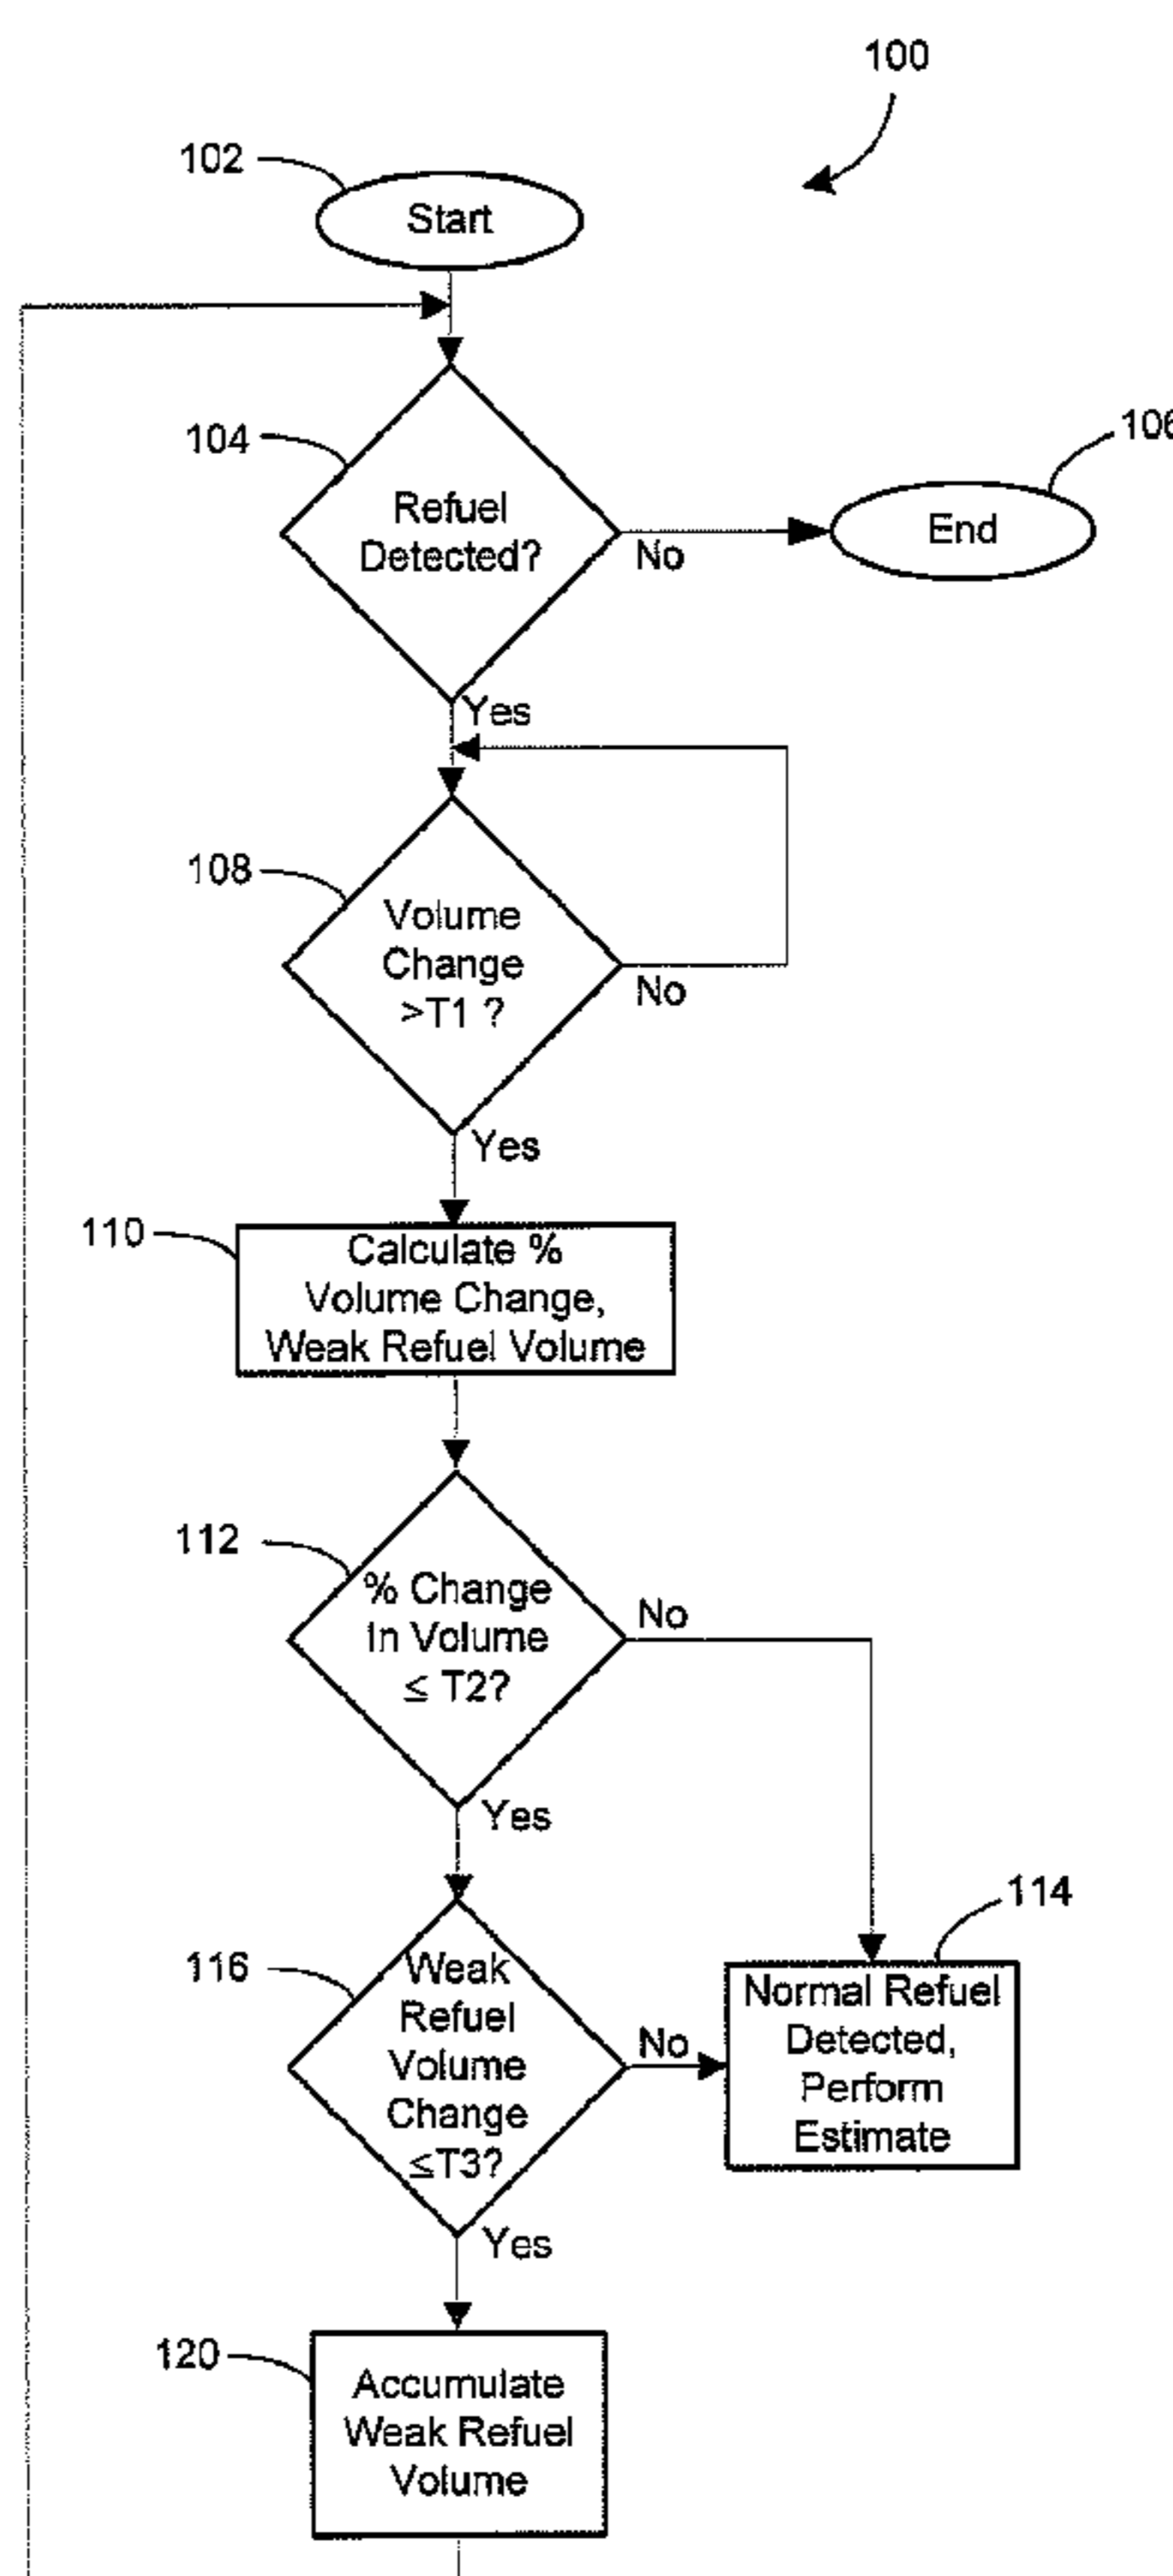 100
102
Start
104
Refuel
Detected?
No
106
End
Yes
108
Volume
Change
>T1 ?
No
Yes
110
Calculate %
Volume Change,
Weak Refuel Volume
112
% Change
In Volume
≤ T2?
No
Yes
114
Normal Refuel
Detected,
Perform
Estimate
116
Weak
Refuel
Volume
Change
≤T3?
No
Yes
120
Accumulate
Weak Refuel
Volume